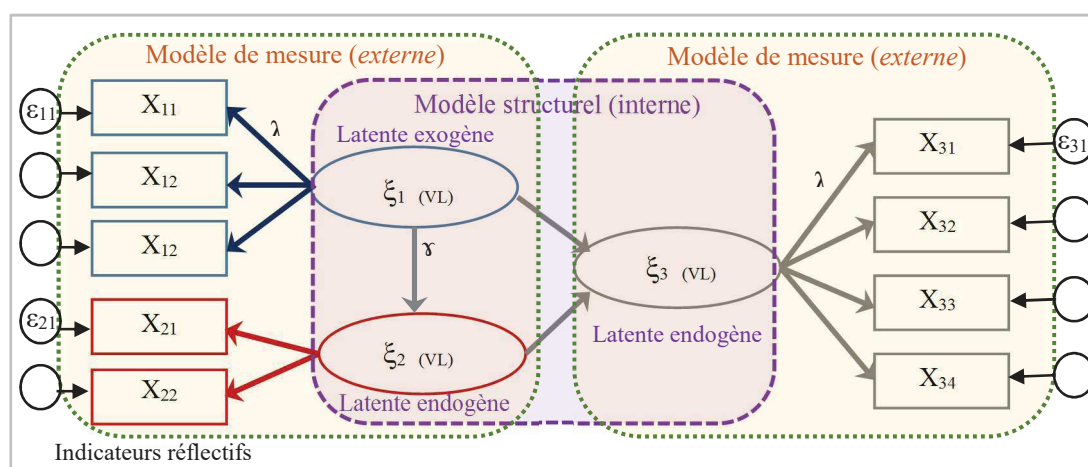 Modèle de mesure (externe)
Modèle de mesure (externe)
Modèle structurel (interne)
Latente exogène
ε11
X11
λ
X12
X12
ξ1 (VL)
ɣ
ε21
X21
X22
ξ2 (VL)
Latente endogène
ξ3 (VL)
Latente endogène
λ
X31
ε31
X32
X33
X34
Indicateurs réflectifs